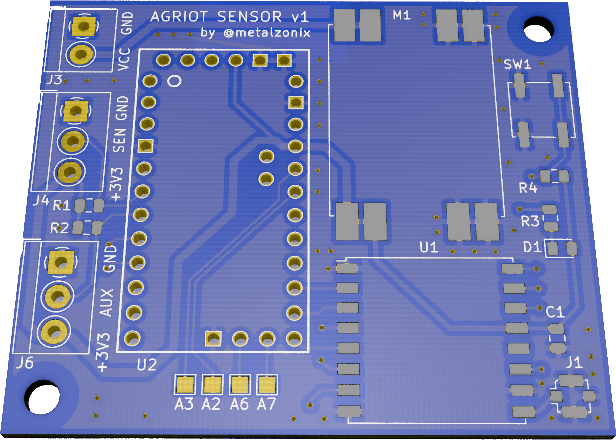 AGRIOT SENSOR v1
by @metalzonix
GND
VCC
J3
M1
SW1
GND
SEN
+3V3
J4
R1
R2
R4
R3
D1
U1
GND
AUX
+3V3
J6
U2
C1
J1
A3 A2 A6 A7